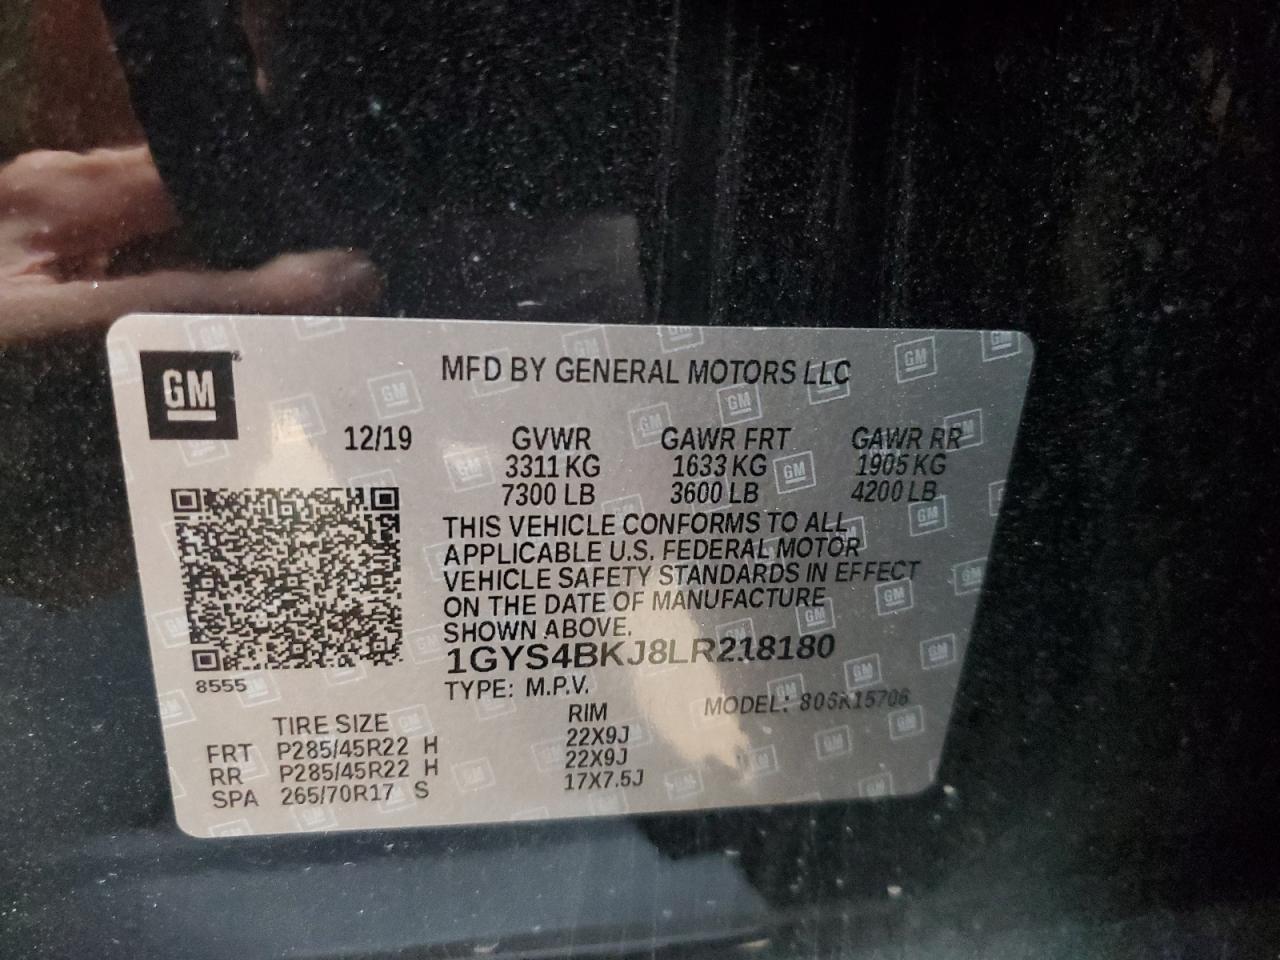 GM
MFD BY GENERAL MOTORS LLC
12/19 GVWR GAWR FRT GAWR RR
3311 KG 1633 KG 1905 KG
7300 LB 3600 LB 4200 LB
THIS VEHICLE CONFORMS TO ALL
APPLICABLE U.S. FEDERAL MOTOR
VEHICLE SAFETY STANDARDS IN EFFECT
ON THE DATE OF MANUFACTURE
SHOWN ABOVE.
1GYS4BKJ8LR218180
8555
TYPE: M.P.V. MODEL: 806K15706
TIRE SIZE RIM
FRT P285/45R22 H 22X9J
RR P285/45R22 H 22X9J
SPA 265/70R17 S 17X7.5J